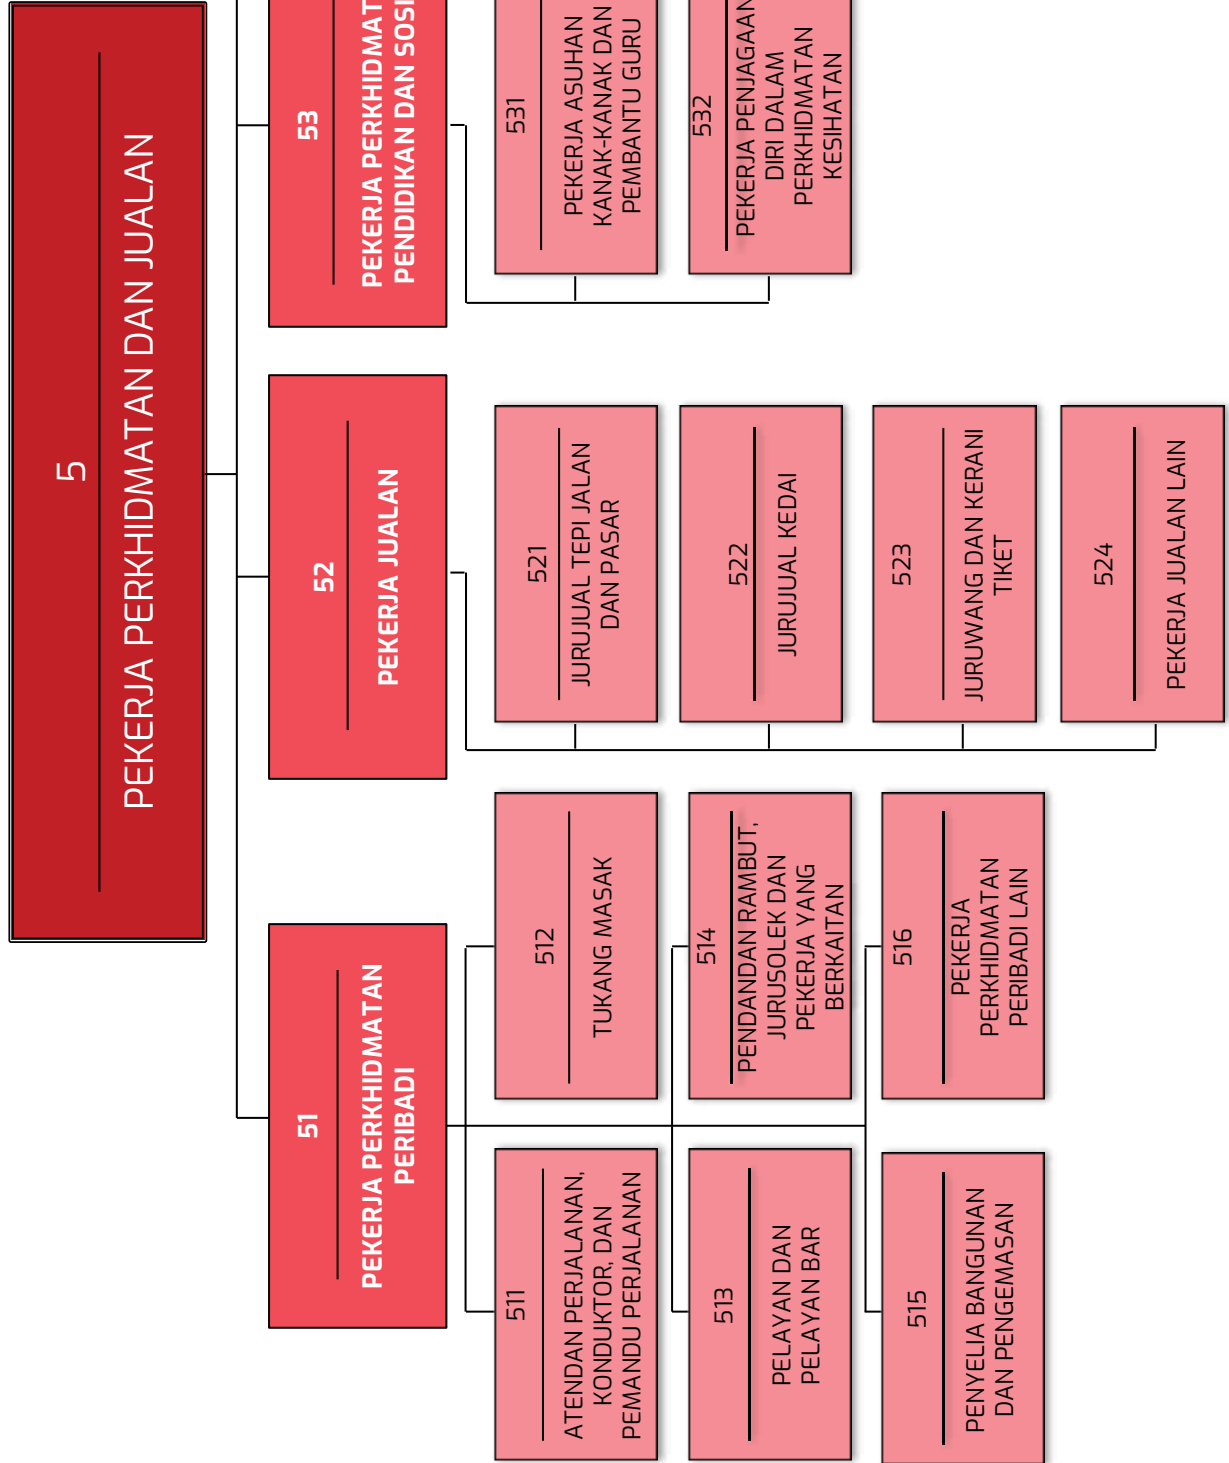 5
PEKERJA PERKHIDMATAN DAN JUALAN
51
PEKERJA PERKHIDMATAN
PERIBADI
511
ATENDAN PERJALANAN,
KONDUKTOR, DAN
PEMANDU PERJALANAN
512
TUKANG MASAK
513
PELAYAN DAN
PELAYAN BAR
514
PENDANDAN RAMBUT,
JURUSOLEK DAN
PEKERJA YANG
BERKAITAN
515
PENYELIA BANGUNAN
DAN PENGEMASAN
516
PEKERJA
PERKHIDMATAN
PERIBADI LAIN
52
PEKERJA JUALAN
521
JURUJUAL TEPI JALAN
DAN PASAR
522
JURUJUAL KEDAI
523
JURUWANG DAN KERANI
TIKET
524
PEKERJA JUALAN LAIN
53
PEKERJA PERKHIDMAT
PENDIDIKAN DAN SOSI
531
PEKERJA ASUHAN
KANAK-KANAK DAN
PEMBANTU GURU
532
PEKERJA PENJAGAAN
DIRI DALAM
PERKHIDMATAN
KESIHATAN